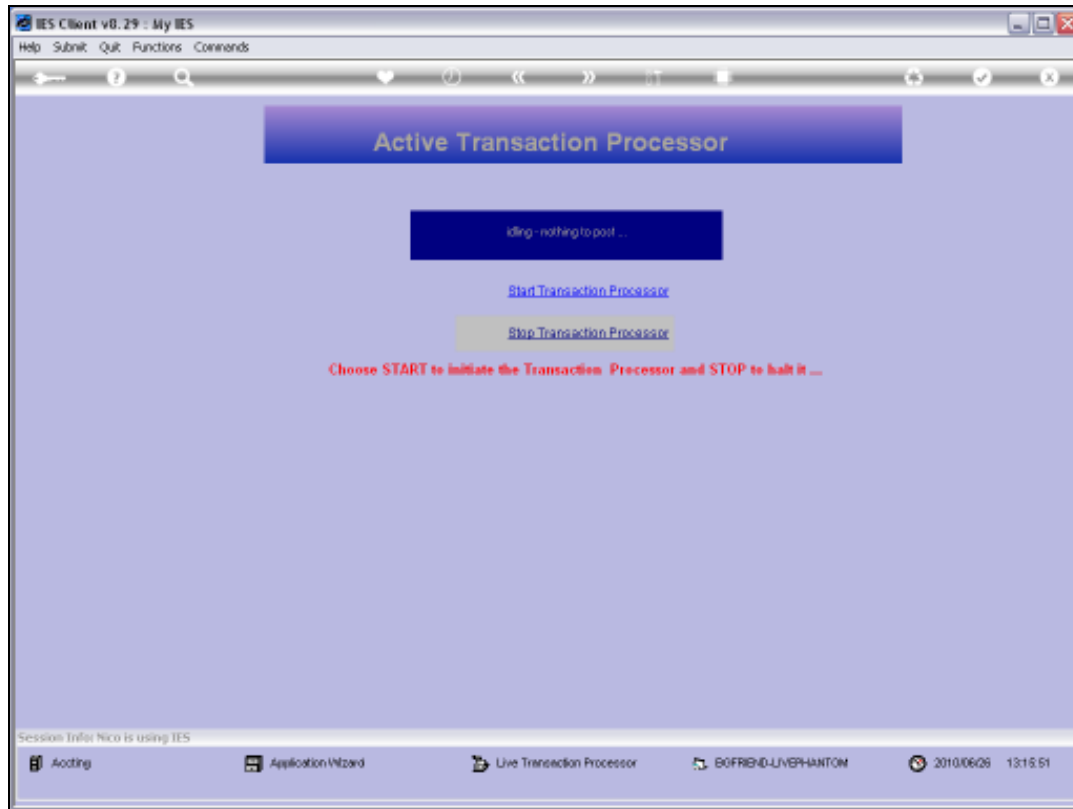 IES Client v8.29 : My IES
Help Submit Quit Functions Commands
Active Transaction Processor
idling - nothing to post ...
Start Transaction Processor
Stop Transaction Processor
Choose START to initiate the Transaction Processor and STOP to halt it ...
Session Info: Nico is using IES
Accting Application Wizard Live Transaction Processor BOFRIEND-LIVEPHANTOM 2010/06/26 13:15:51